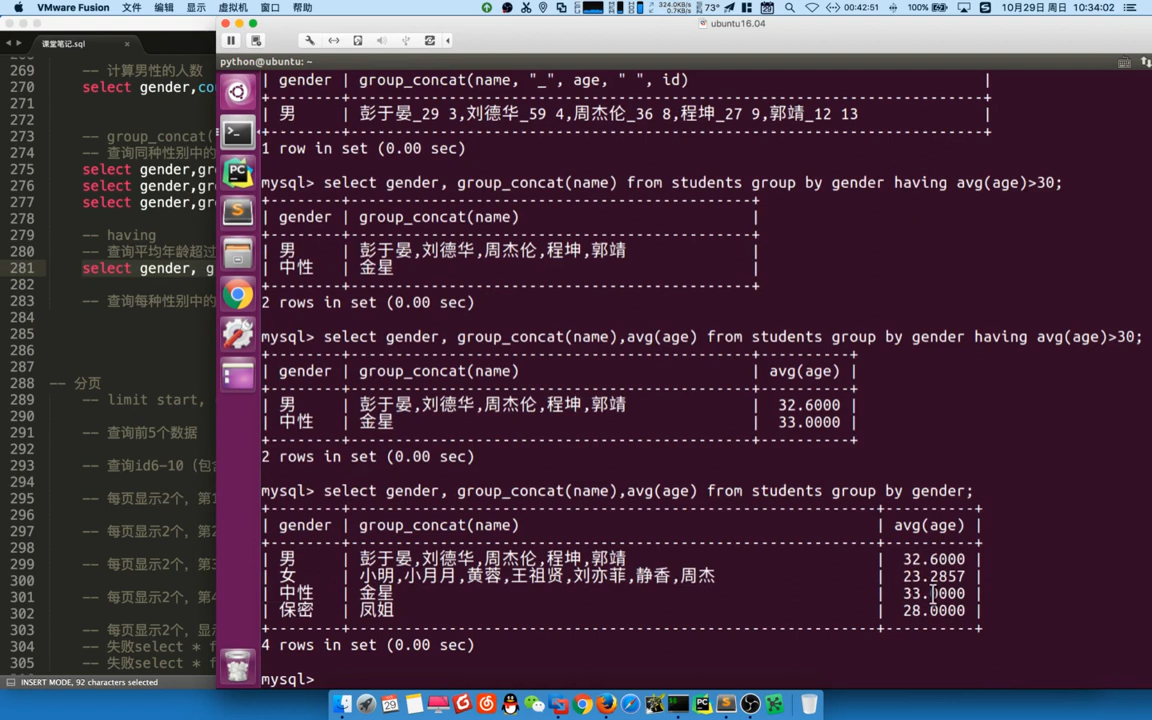 VMware Fusion 文件 编辑 显示 虚拟机 窗口 帮助 324.0KB 0.7KB 73° 00:42:51 100% 10月29日 周日 10:34:02
ubuntu16.04
课堂笔记.sql
python@ubuntu: ~
269 -- 计算男性的人数
270 select gender,co
271
272
273 -- group_concat(
274 -- 查询同种性别中的
275 select gender,gr
276 select gender,gr
277 select gender,gr
278
279 -- having
280 -- 查询平均年龄超过
281 select gender, g
282
283 -- 查询每种性别中的
284
285
286
287
288 -- 分页
289 -- limit start,
290
291 -- 查询前5个数据
292
293 -- 查询id6-10（包
294
295 -- 每页显示2个，第1
296
297 -- 每页显示2个，第2
298
299 -- 每页显示2个，第3
300
301 -- 每页显示2个，第4
302
303 -- 每页显示2个，显
304 -- 失败select * f
305 -- 失败select * f
INSERT MODE, 92 characters selected
| gender | group_concat(name, "_", age, " ", id) |
| 男 | 彭于晏_29 3,刘德华_59 4,周杰伦_36 8,程坤_27 9,郭靖_12 13 |
1 row in set (0.00 sec)
mysql> select gender, group_concat(name) from students group by gender having avg(age)>30;
| gender | group_concat(name) |
| 男 | 彭于晏,刘德华,周杰伦,程坤,郭靖 |
| 中性 | 金星 |
2 rows in set (0.00 sec)
mysql> select gender, group_concat(name),avg(age) from students group by gender having avg(age)>30;
| gender | group_concat(name) | avg(age) |
| 男 | 彭于晏,刘德华,周杰伦,程坤,郭靖 | 32.6000 |
| 中性 | 金星 | 33.0000 |
2 rows in set (0.00 sec)
mysql> select gender, group_concat(name),avg(age) from students group by gender;
| gender | group_concat(name) | avg(age) |
| 男 | 彭于晏,刘德华,周杰伦,程坤,郭靖 | 32.6000 |
| 女 | 小明,小月月,黄蓉,王祖贤,刘亦菲,静香,周杰 | 23.2857 |
| 中性 | 金星 | 33.0000 |
| 保密 | 凤姐 | 28.0000 |
4 rows in set (0.00 sec)
mysql>